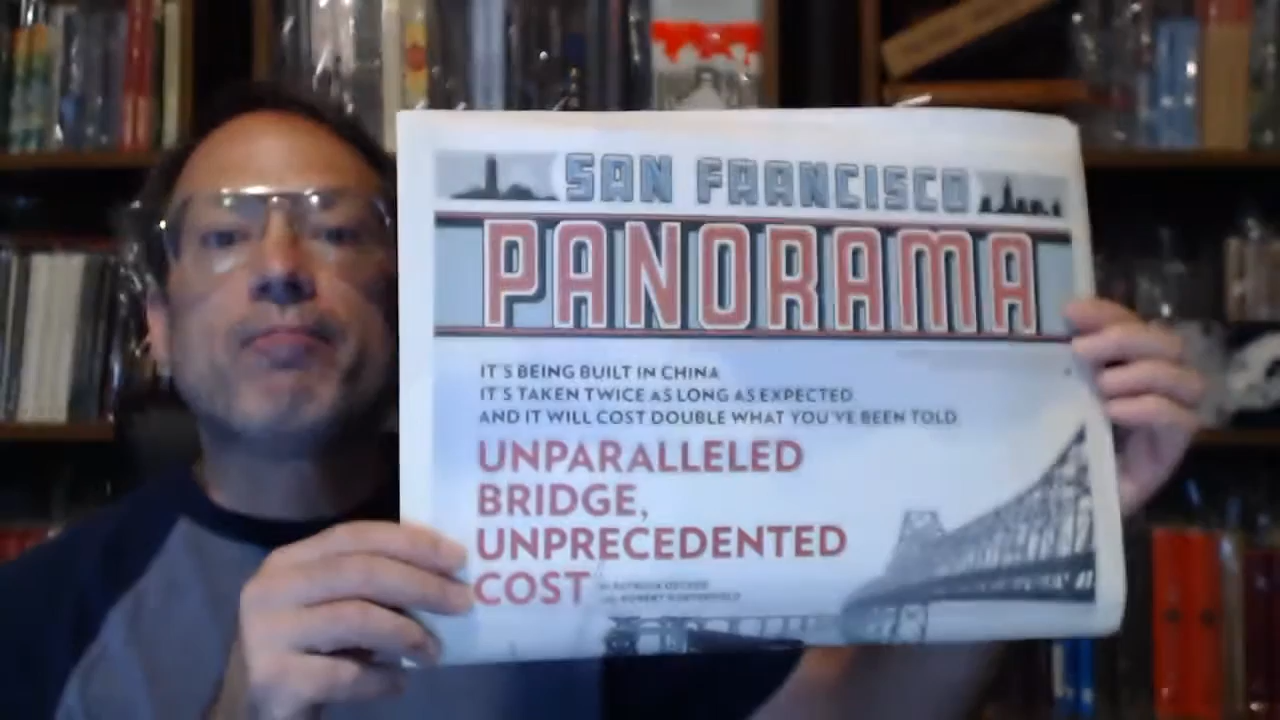 SAN FRANCISCO
PANORAMA
IT'S BEING BUILT IN CHINA
IT'S TAKEN TWICE AS LONG AS EXPECTED
AND IT WILL COST DOUBLE WHAT YOU'VE BEEN TOLD
UNPARALLELED
BRIDGE,
UNPRECEDENTED
COST